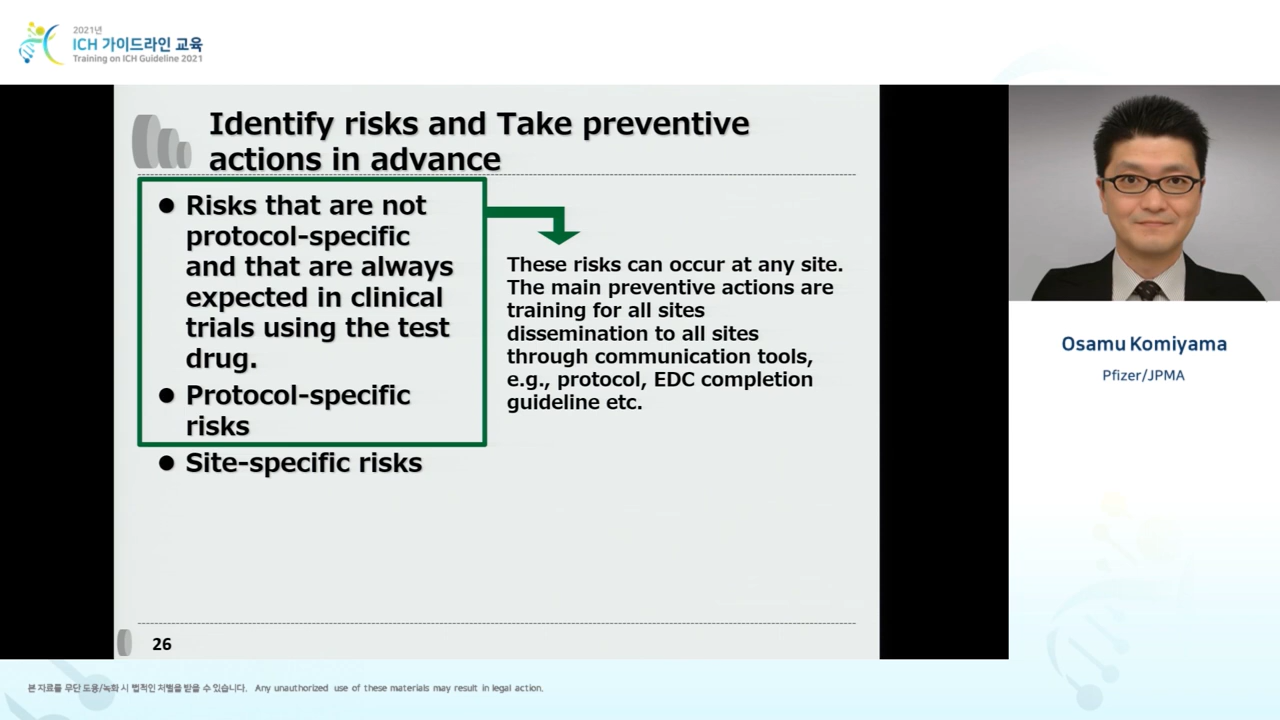 2021년
ICH 가이드라인 교육
Training on ICH Guideline 2021
Identify risks and Take preventive
actions in advance
● Risks that are not
protocol-specific
and that are always
expected in clinical
trials using the test
drug.
● Protocol-specific
risks
● Site-specific risks
These risks can occur at any site.
The main preventive actions are
training for all sites
dissemination to all sites
through communication tools,
e.g., protocol, EDC completion
guideline etc.
26
Osamu Komiyama
Pfizer/JPMA
본 자료를 무단 도용/녹화 시 법적인 처벌을 받을 수 있습니다. Any unauthorized use of these materials may result in legal action.